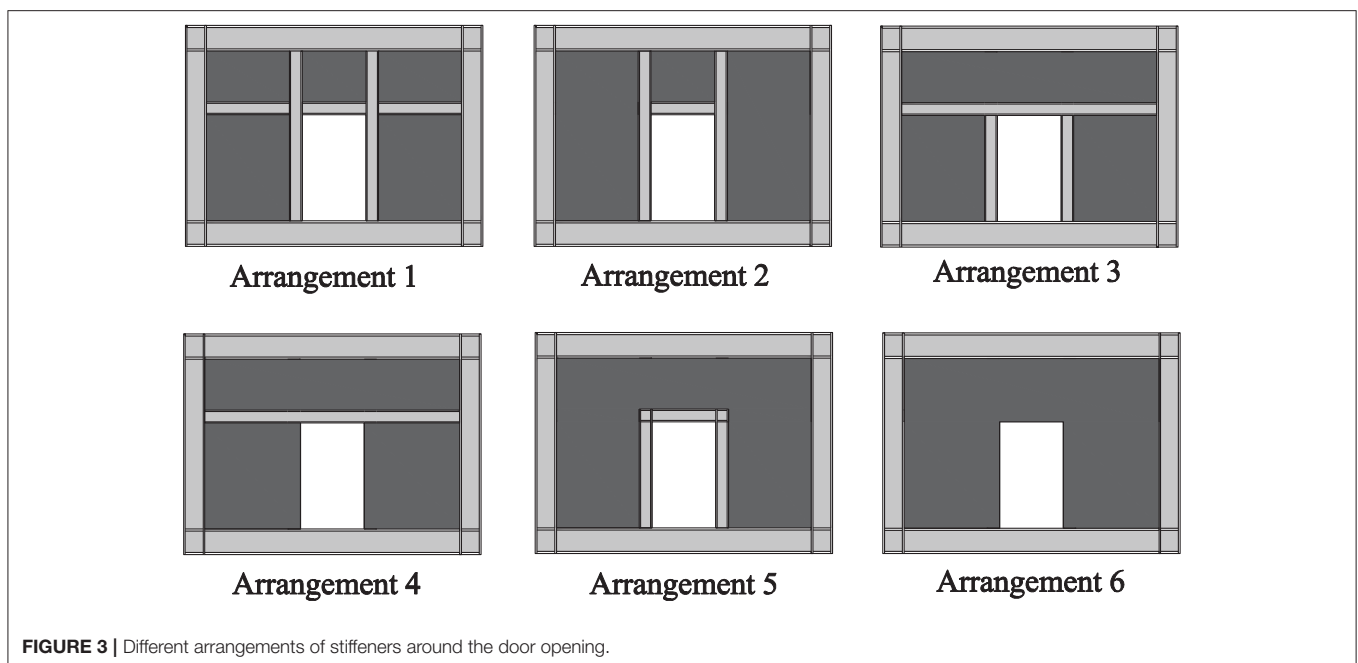 Arrangement 1
Arrangement 2
Arrangement 3
Arrangement 4
Arrangement 5
Arrangement 6
FIGURE 3 | Different arrangements of stiffeners around the door opening.